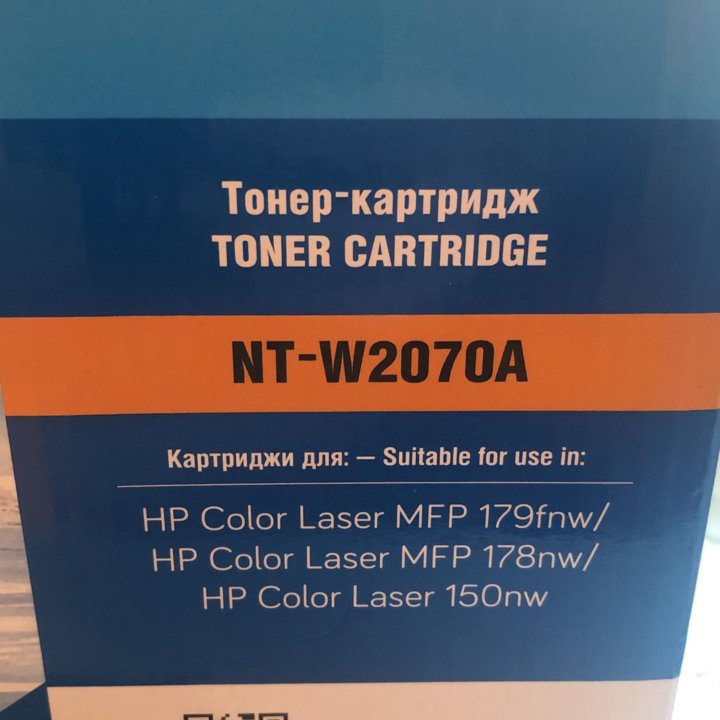 Тонер-картридж
TONER CARTRIDGE
NT-W2070A
Картриджи для: – Suitable for use in:
HP Color Laser MFP 179fnw/
HP Color Laser MFP 178nw/
HP Color Laser 150nw